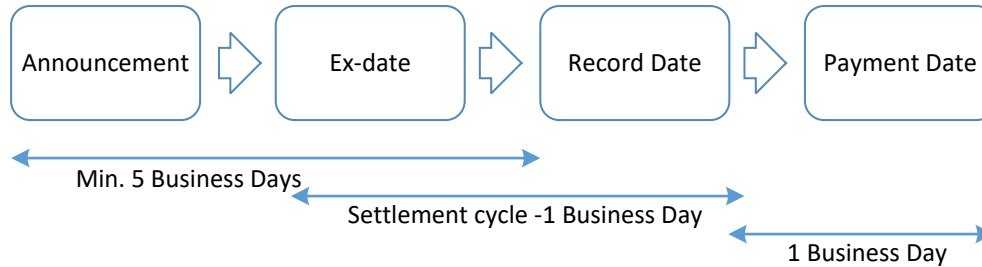 Announcement
Ex-date
Record Date
Payment Date
Min. 5 Business Days
Settlement cycle -1 Business Day
1 Business Day